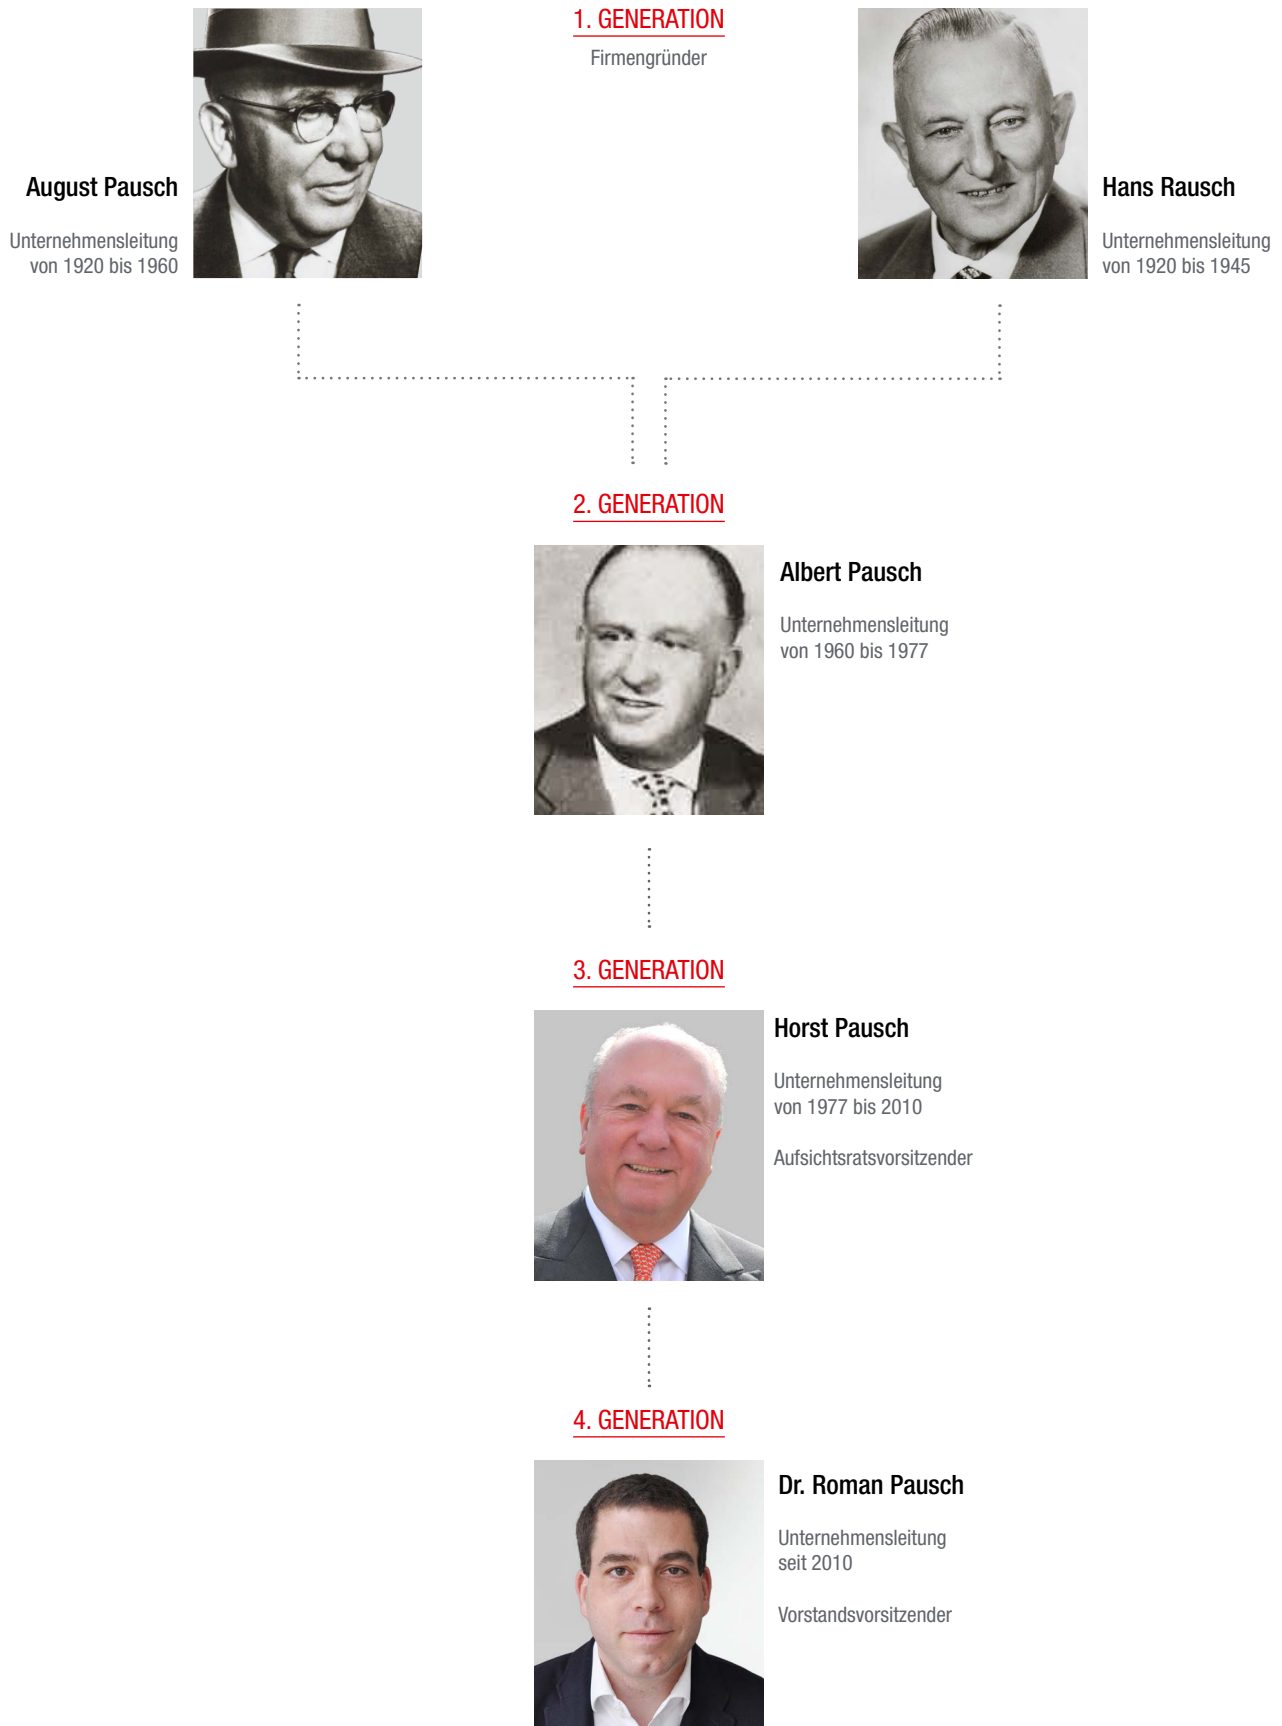 1. GENERATION
Firmengründer
August Pausch
Unternehmensleitung
von 1920 bis 1960
Hans Rausch
Unternehmensleitung
von 1920 bis 1945
2. GENERATION
Albert Pausch
Unternehmensleitung
von 1960 bis 1977
3. GENERATION
Horst Pausch
Unternehmensleitung
von 1977 bis 2010
Aufsichtsratsvorsitzender
4. GENERATION
Dr. Roman Pausch
Unternehmensleitung
seit 2010
Vorstandsvorsitzender